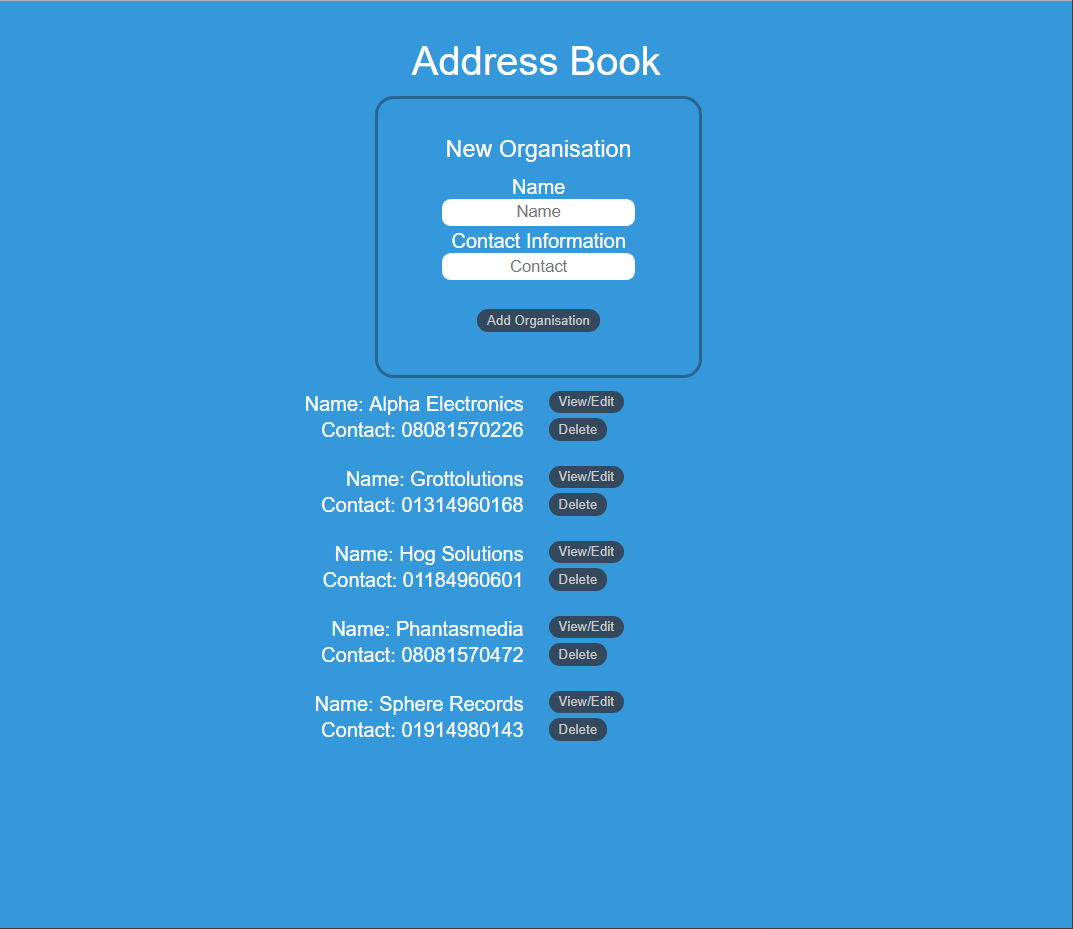 Address Book
New Organisation
Name
Name
Contact Information
Contact
Add Organisation
Name: Alpha Electronics View/Edit
Contact: 08081570226 Delete
Name: Grottolutions View/Edit
Contact: 01314960168 Delete
Name: Hog Solutions View/Edit
Contact: 01184960601 Delete
Name: Phantasmedia View/Edit
Contact: 08081570472 Delete
Name: Sphere Records View/Edit
Contact: 01914980143 Delete